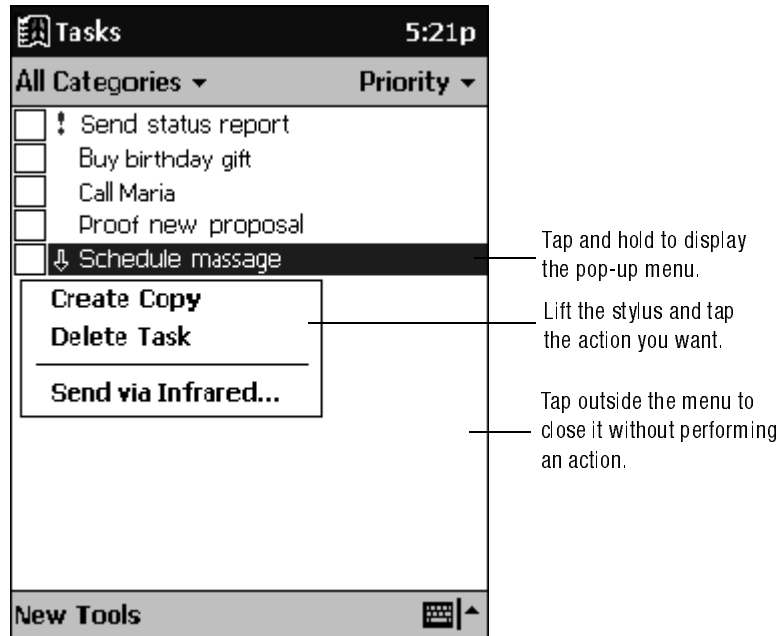 Tasks 5:21p
All Categories Priority
! Send status report
Buy birthday gift
Call Maria
Proof new proposal
Schedule massage
Create Copy
Delete Task
Send via Infrared...
New Tools
Tap and hold to display
the pop-up menu.
Lift the stylus and tap
the action you want.
Tap outside the menu to
close it without performing
an action.